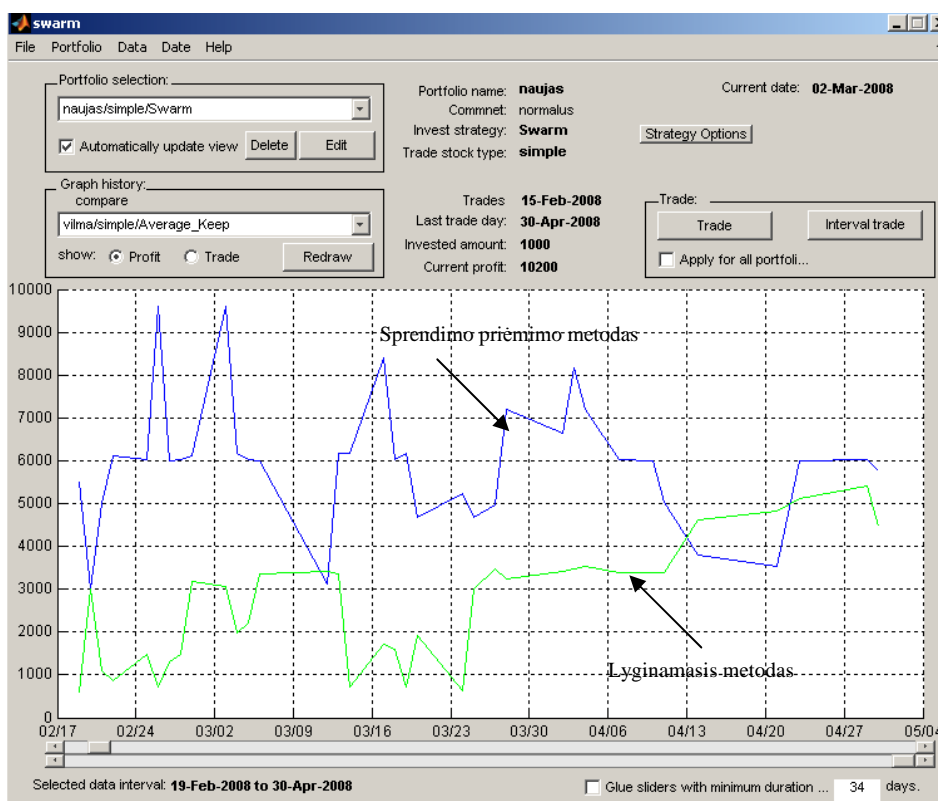 swarm
File Portfolio Data Date Help
Portfolio selection:
naujas/simple/Swarm
Automatically update view Delete Edit
Portfolio name: naujas
Commnet: normalus
Invest strategy: Swarm
Trade stock type: simple
Current date: 02-Mar-2008
Strategy Options
Graph history:
compare
vilma/simple/Average_Keep
show: Profit Trade Redraw
Trades 15-Feb-2008
Last trade day: 30-Apr-2008
Invested amount: 1000
Current profit: 10200
Trade:
Trade Interval trade
Apply for all portfoli...
10000
9000
8000
7000
6000
5000
4000
3000
2000
1000
0
Sprendimo priėmimo metodas
Lyginamasis metodas
02/17 02/24 03/02 03/09 03/16 03/23 03/30 04/06 04/13 04/20 04/27 05/04
Selected data interval: 19-Feb-2008 to 30-Apr-2008
Glue sliders with minimum duration ... 34 days.